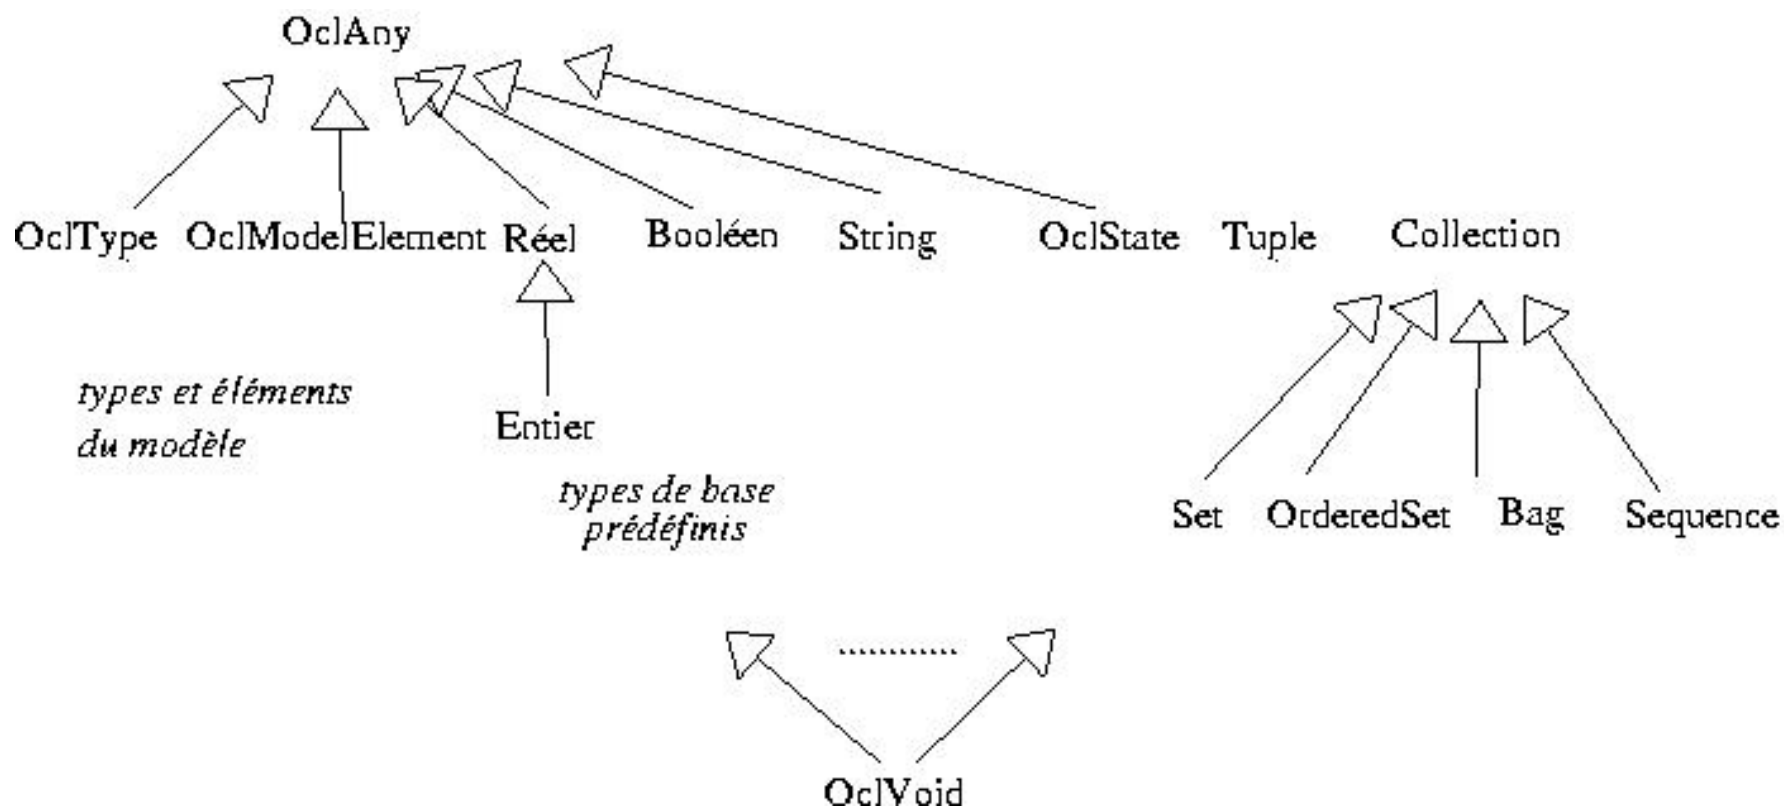 OclAny
OclType OclModelElement Réel Booléen String OclState Tuple Collection
types et éléments
du modèle
Entier
types de base
prédéfinis
Set OrderedSet Bag Sequence
OclVoid